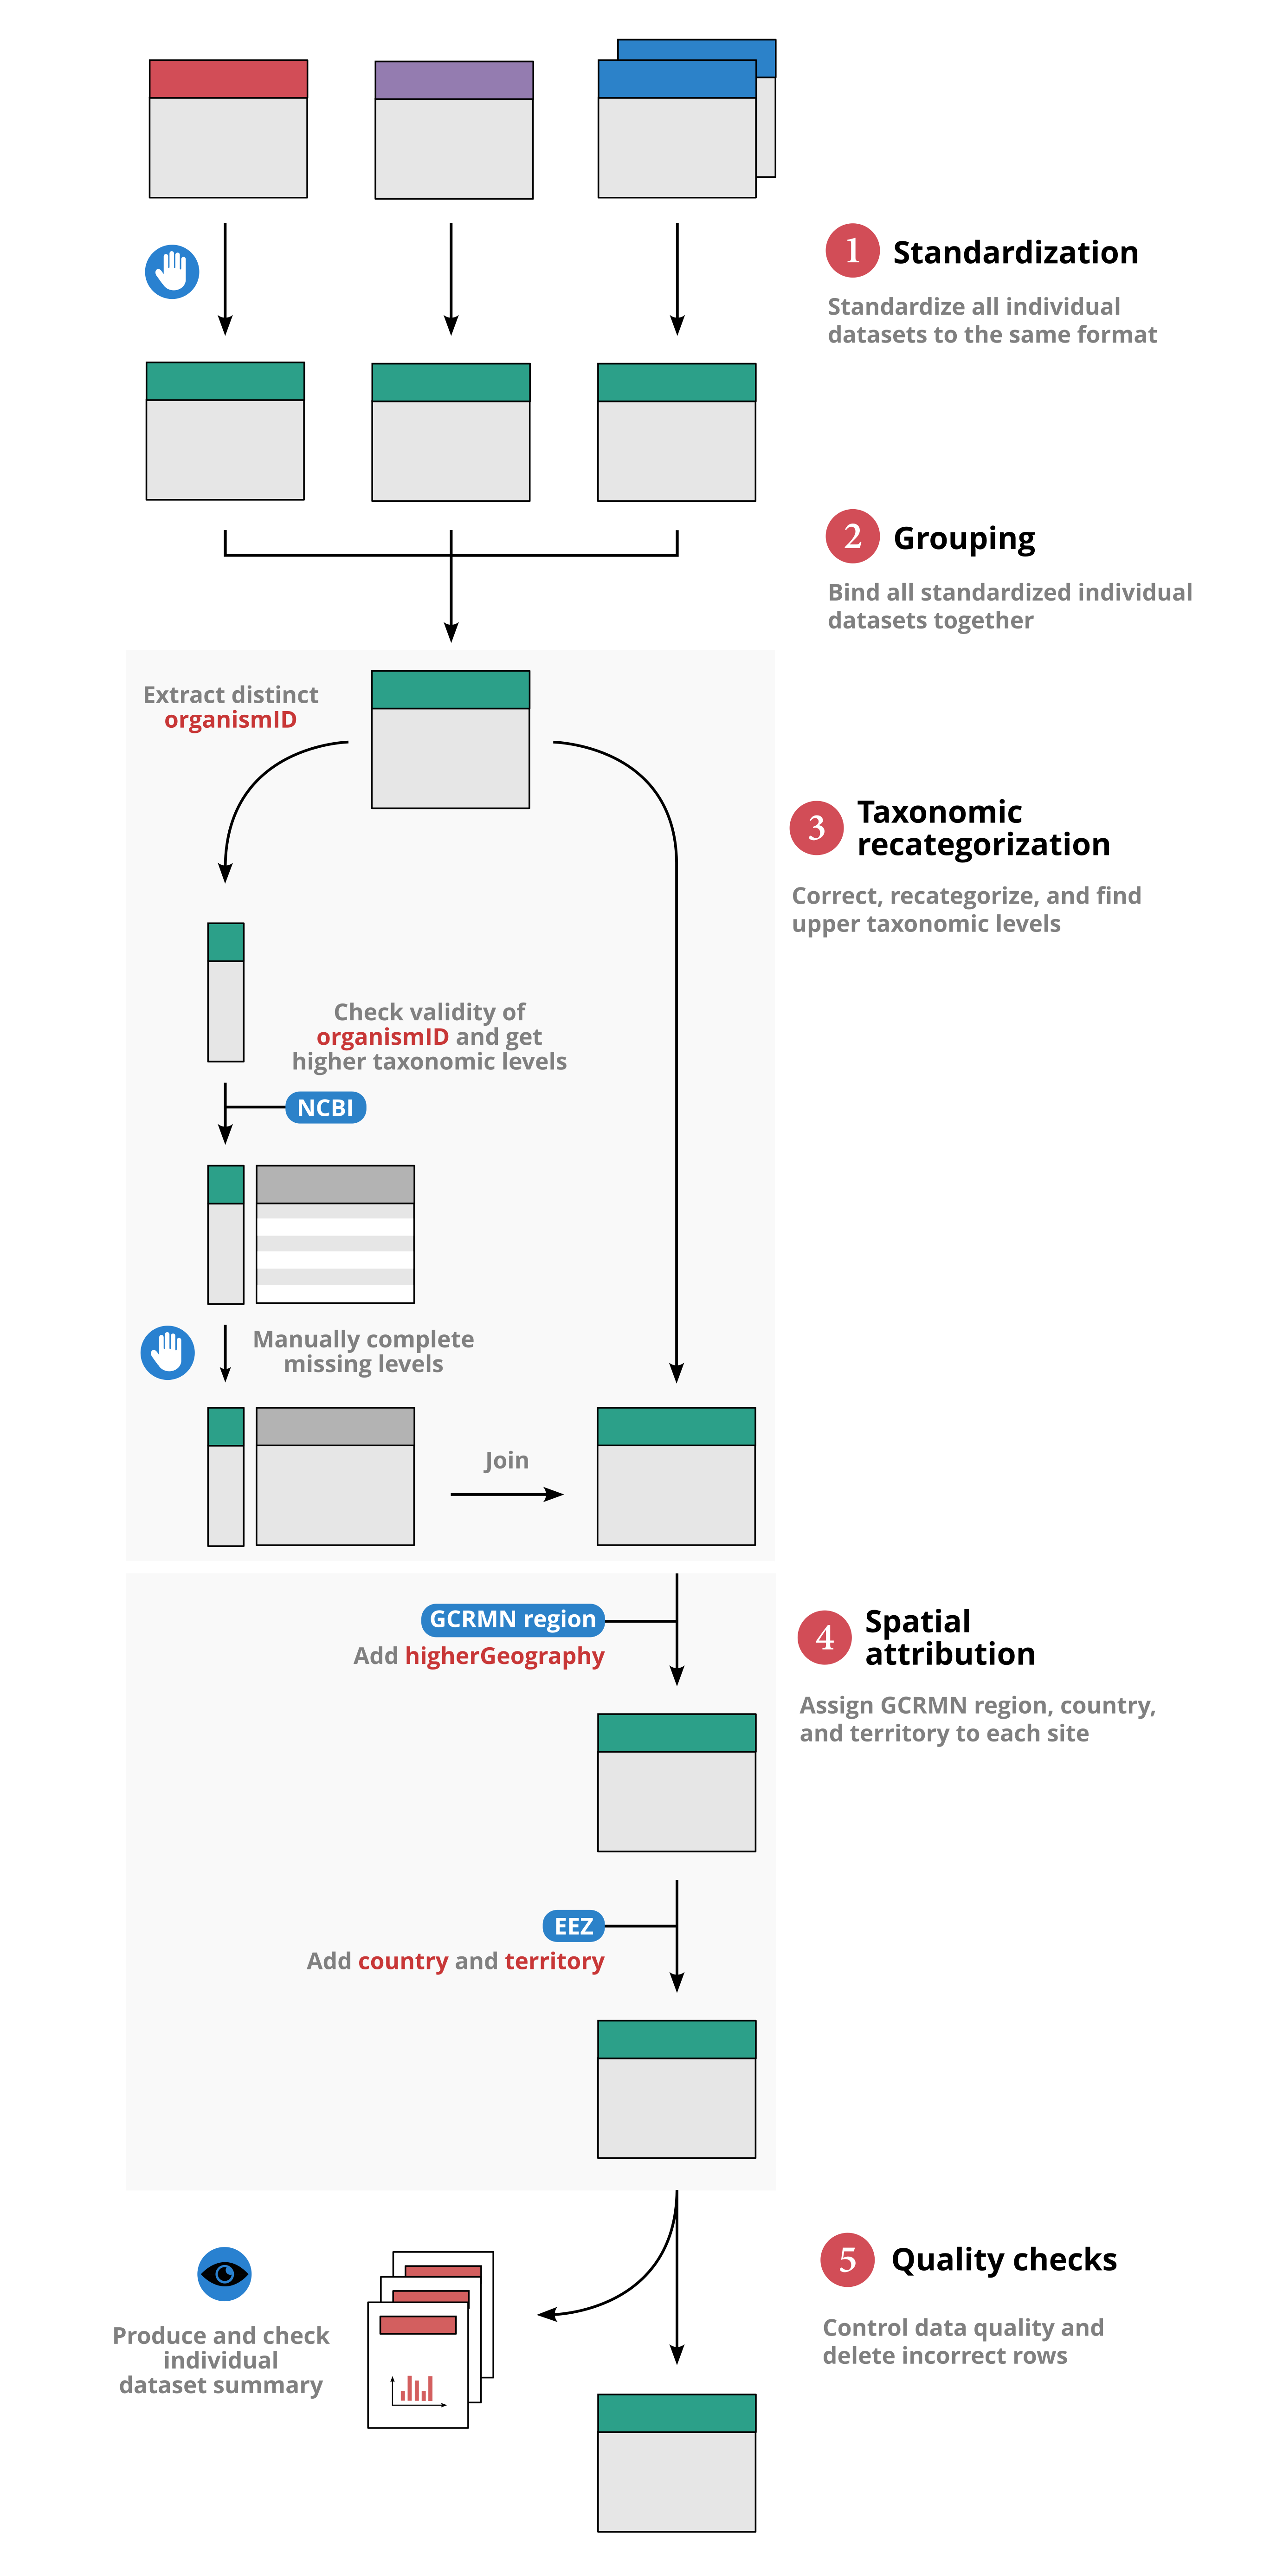 1 Standardization
Standardize all individual
datasets to the same format
2 Grouping
Bind all standardized individual
datasets together
Extract distinct
organismID
3 Taxonomic
recategorization
Correct, recategorize, and find
upper taxonomic levels
Check validity of
organismID and get
higher taxonomic levels
NCBI
Manually complete
missing levels
Join
GCRMN region
Add higherGeography
4 Spatial
attribution
Assign GCRMN region, country,
and territory to each site
EEZ
Add country and territory
5 Quality checks
Control data quality and
delete incorrect rows
Produce and check
individual
dataset summary